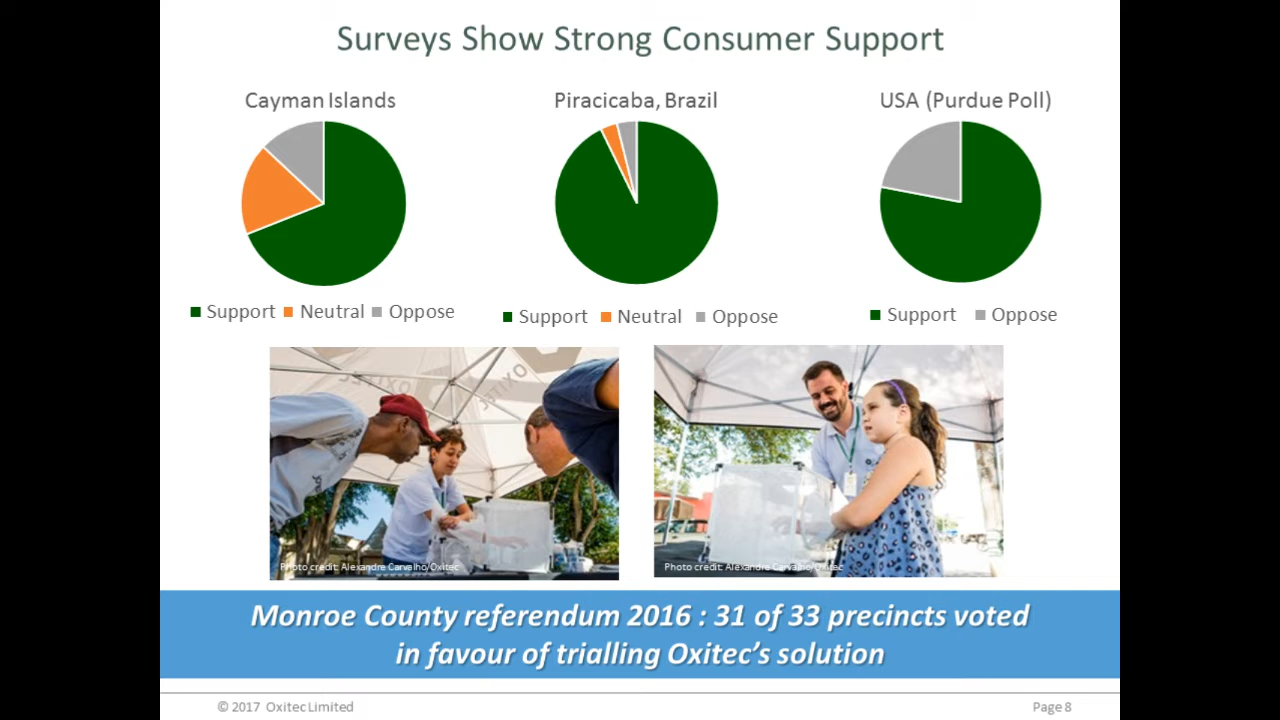 Surveys Show Strong Consumer Support
Cayman Islands
Piracicaba, Brazil
USA (Purdue Poll)
Support Neutral Oppose
Support Neutral Oppose
Support Oppose
OXITEC
Photo credit: Alexandre Carvalho/Oxitec
Photo credit: Alexandre Carvalho/Oxitec
Monroe County referendum 2016 : 31 of 33 precincts voted
in favour of trialling Oxitec's solution
© 2017 Oxitec Limited
Page 8